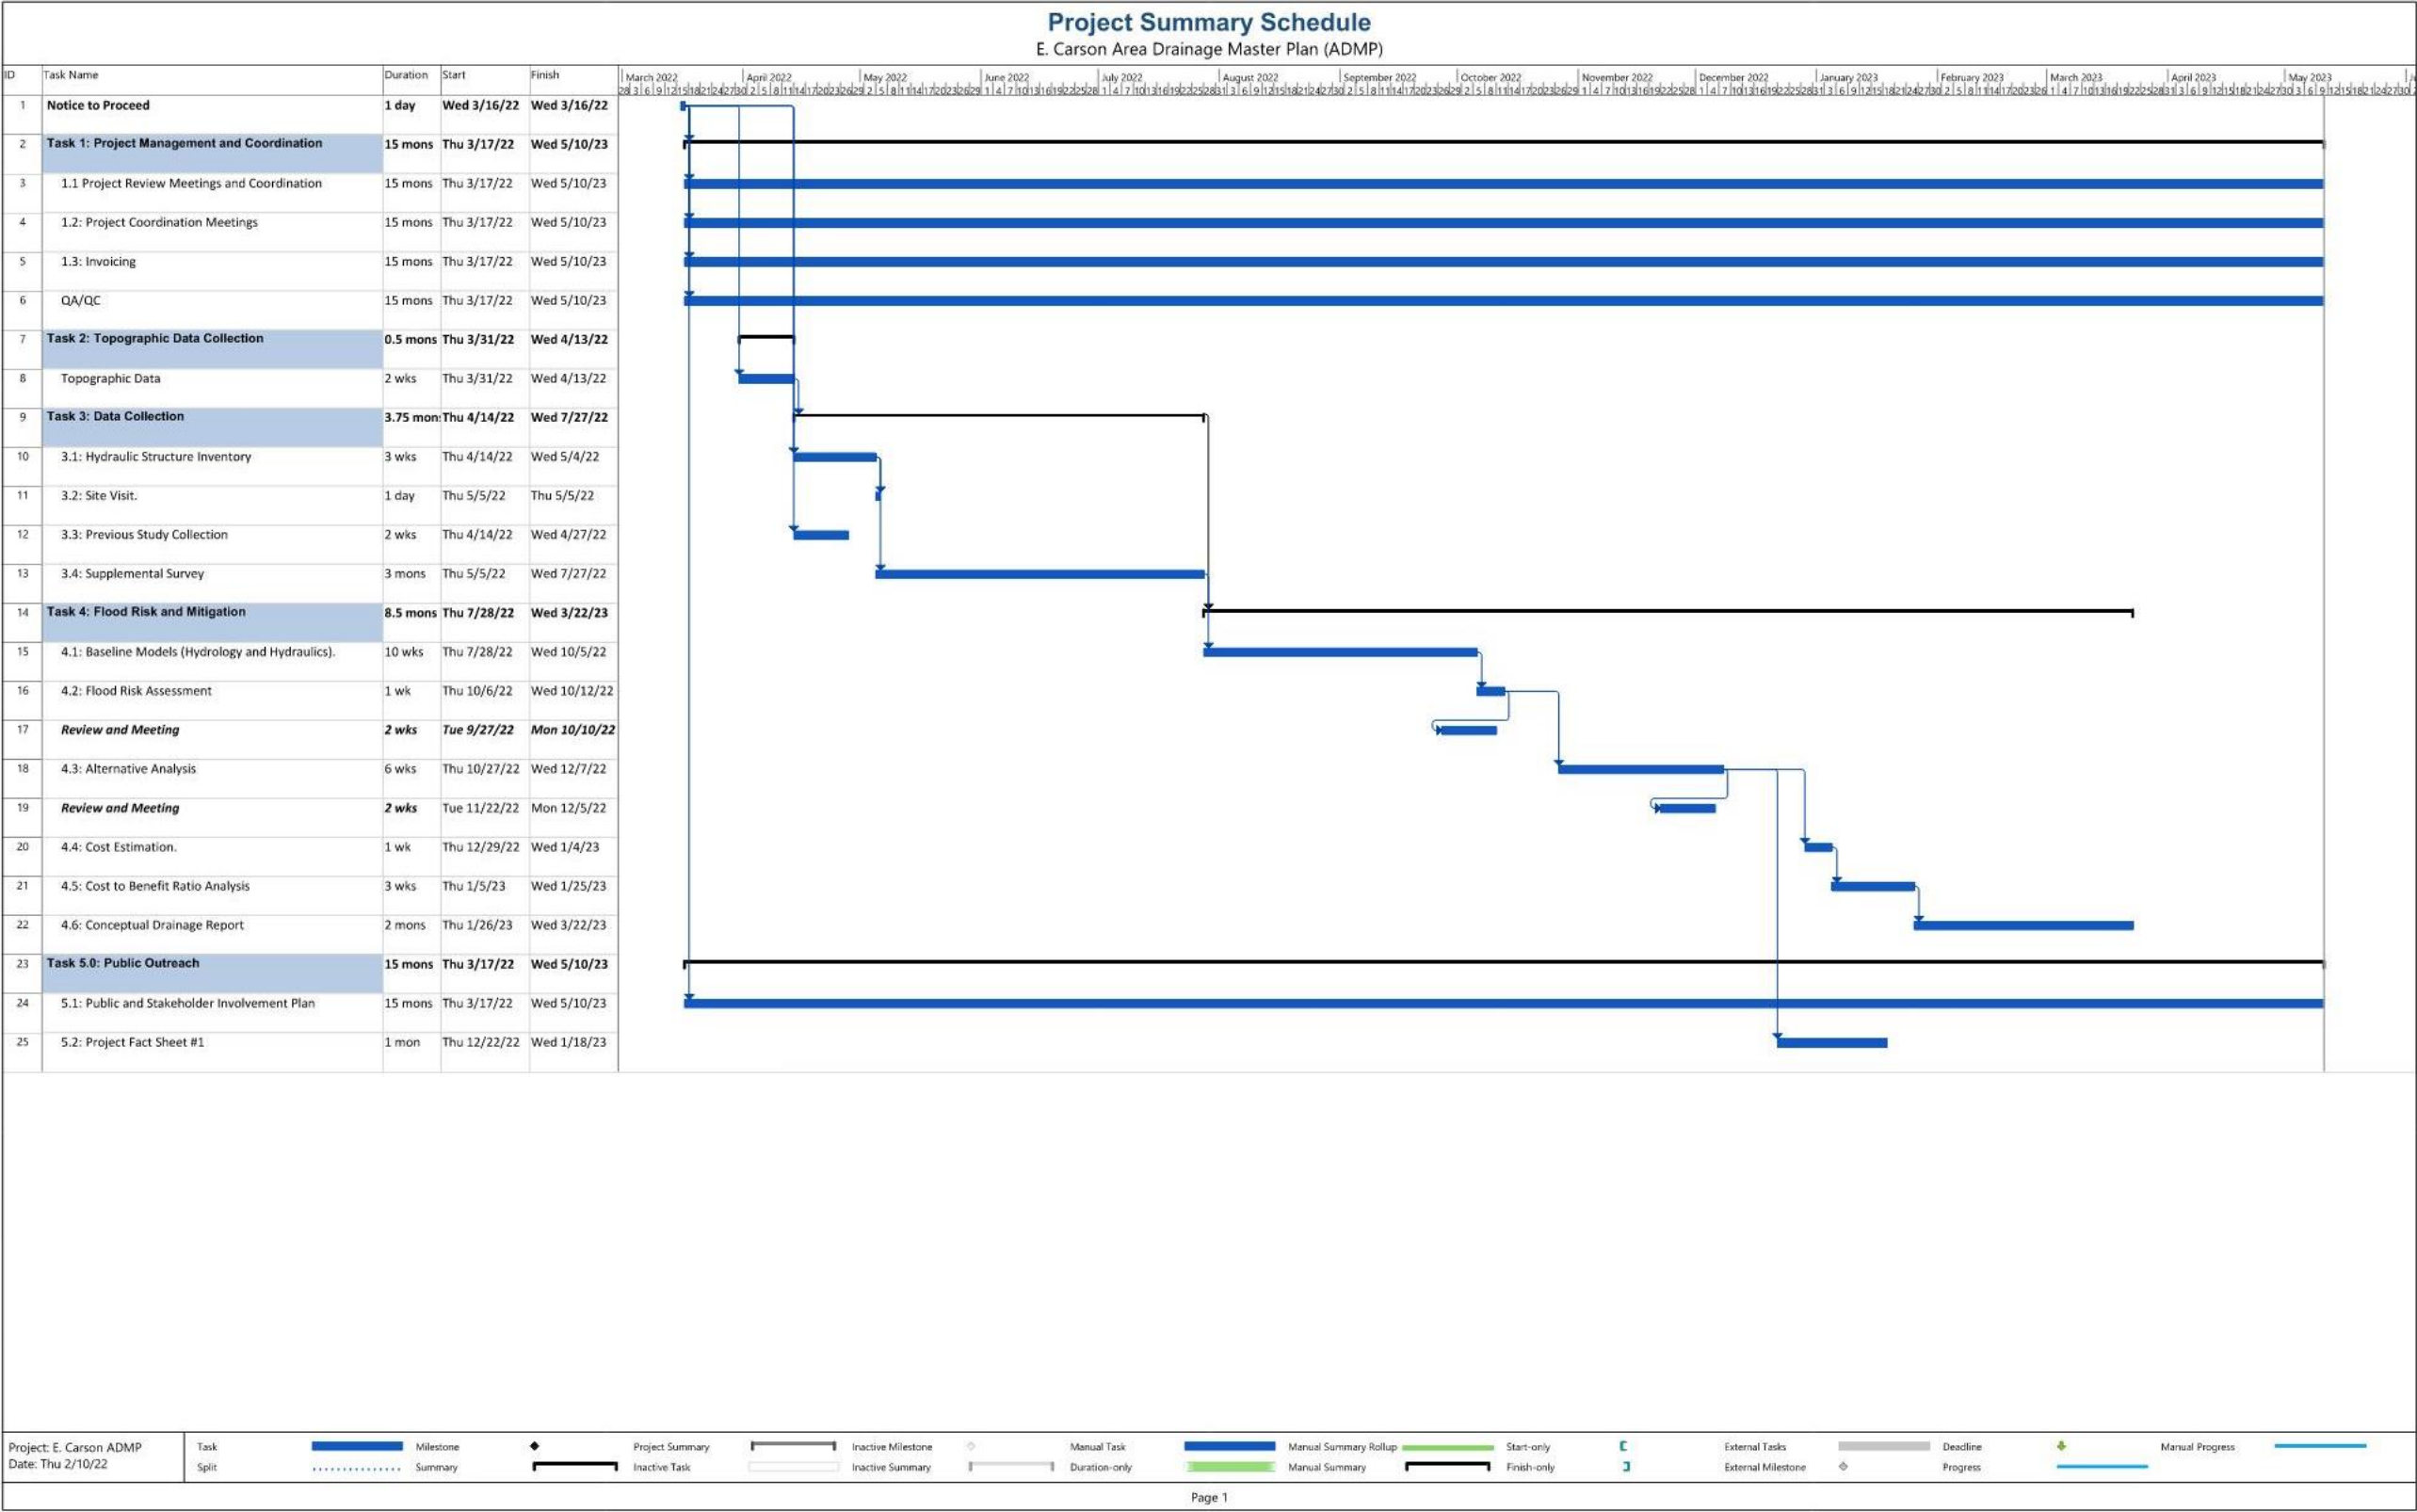 Project Summary Schedule
E. Carson Area Drainage Master Plan (ADMP)
ID Task Name Duration Start Finish March 2022 April 2022 May 2022 June 2022 July 2022 August 2022 September 2022 October 2022 November 2022 December 2022 January 2023 February 2023 March 2023 April 2023 May 2023
1 Notice to Proceed 1 day Wed 3/16/22 Wed 3/16/22
2 Task 1: Project Management and Coordination 15 mons Thu 3/17/22 Wed 5/10/23
3 1.1 Project Review Meetings and Coordination 15 mons Thu 3/17/22 Wed 5/10/23
4 1.2: Project Coordination Meetings 15 mons Thu 3/17/22 Wed 5/10/23
5 1.3: Invoicing 15 mons Thu 3/17/22 Wed 5/10/23
6 QA/QC 15 mons Thu 3/17/22 Wed 5/10/23
7 Task 2: Topographic Data Collection 0.5 mons Thu 3/31/22 Wed 4/13/22
8 Topographic Data 2 wks Thu 3/31/22 Wed 4/13/22
9 Task 3: Data Collection 3.75 mon Thu 4/14/22 Wed 7/27/22
10 3.1: Hydraulic Structure Inventory 3 wks Thu 4/14/22 Wed 5/4/22
11 3.2: Site Visit. 1 day Thu 5/5/22 Thu 5/5/22
12 3.3: Previous Study Collection 2 wks Thu 4/14/22 Wed 4/27/22
13 3.4: Supplemental Survey 3 mons Thu 5/5/22 Wed 7/27/22
14 Task 4: Flood Risk and Mitigation 8.5 mons Thu 7/28/22 Wed 3/22/23
15 4.1: Baseline Models (Hydrology and Hydraulics). 10 wks Thu 7/28/22 Wed 10/5/22
16 4.2: Flood Risk Assessment 1 wk Thu 10/6/22 Wed 10/12/22
17 Review and Meeting 2 wks Tue 9/27/22 Mon 10/10/22
18 4.3: Alternative Analysis 6 wks Thu 10/27/22 Wed 12/7/22
19 Review and Meeting 2 wks Tue 11/22/22 Mon 12/5/22
20 4.4: Cost Estimation. 1 wk Thu 12/29/22 Wed 1/4/23
21 4.5: Cost to Benefit Ratio Analysis 3 wks Thu 1/5/23 Wed 1/25/23
22 4.6: Conceptual Drainage Report 2 mons Thu 1/26/23 Wed 3/22/23
23 Task 5.0: Public Outreach 15 mons Thu 3/17/22 Wed 5/10/23
24 5.1: Public and Stakeholder Involvement Plan 15 mons Thu 3/17/22 Wed 5/10/23
25 5.2: Project Fact Sheet #1 1 mon Thu 12/22/22 Wed 1/18/23
Project: E. Carson ADMP
Date: Thu 2/10/22
Task Milestone Project Summary Inactive Milestone Manual Task Manual Summary Rollup Start-only External Tasks Deadline Manual Progress
Split Summary Inactive Task Inactive Summary Duration-only Manual Summary Finish-only External Milestone Progress
Page 1